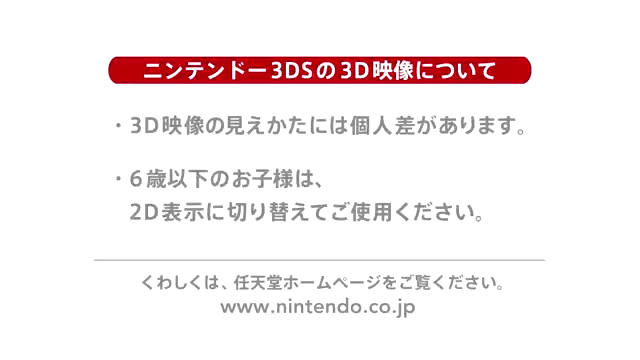 ニンテンドー3DSの3D映像について
・3D映像の見えかたには個人差があります。
・6歳以下のお子様は、
2D表示に切り替えてご使用ください。
くわしくは、任天堂ホームページをご覧ください。
www.nintendo.co.jp